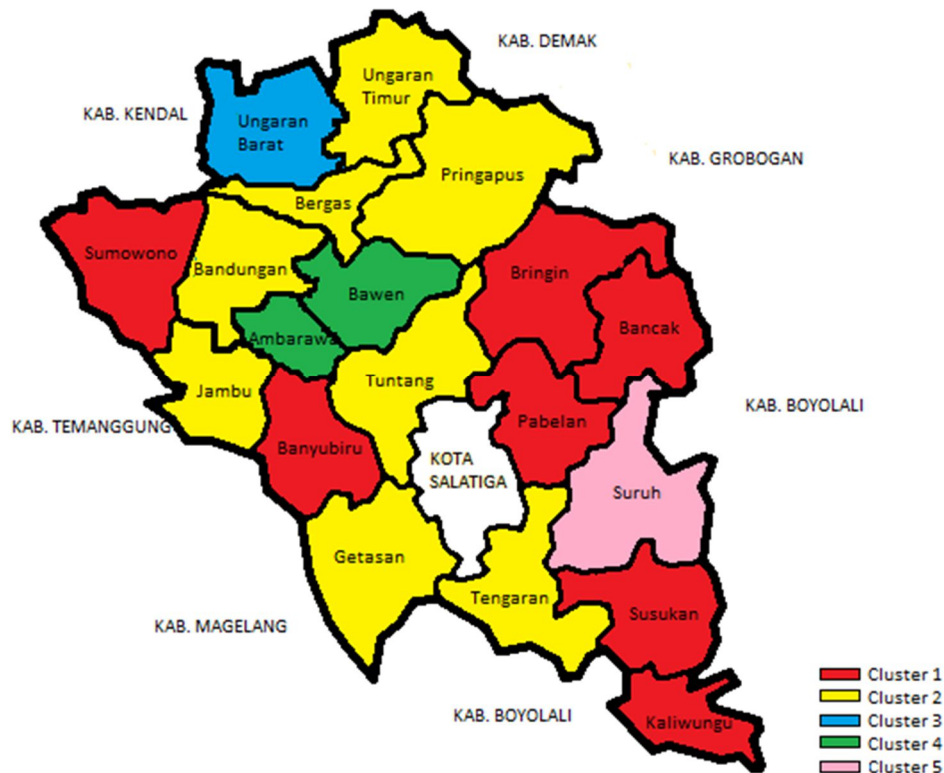 KAB. DEMAK
Ungaran
Timur
KAB. KENDAL
Ungaran
Barat
KAB. GROBOGAN
Pringapus
Bergas
Sumowono
Bandungan
Bringin
Bawen
Bancak
Ambarawa
Tuntang
Jambu
KAB. BOYOLALI
KAB. TEMANGGUNG
Pabelan
Banyubiru
KOTA
SALATIGA
Suruh
Getasan
Tengaran
Susukan
KAB. MAGELANG
KAB. BOYOLALI
Kaliwungu
Cluster 1
Cluster 2
Cluster 3
Cluster 4
Cluster 5